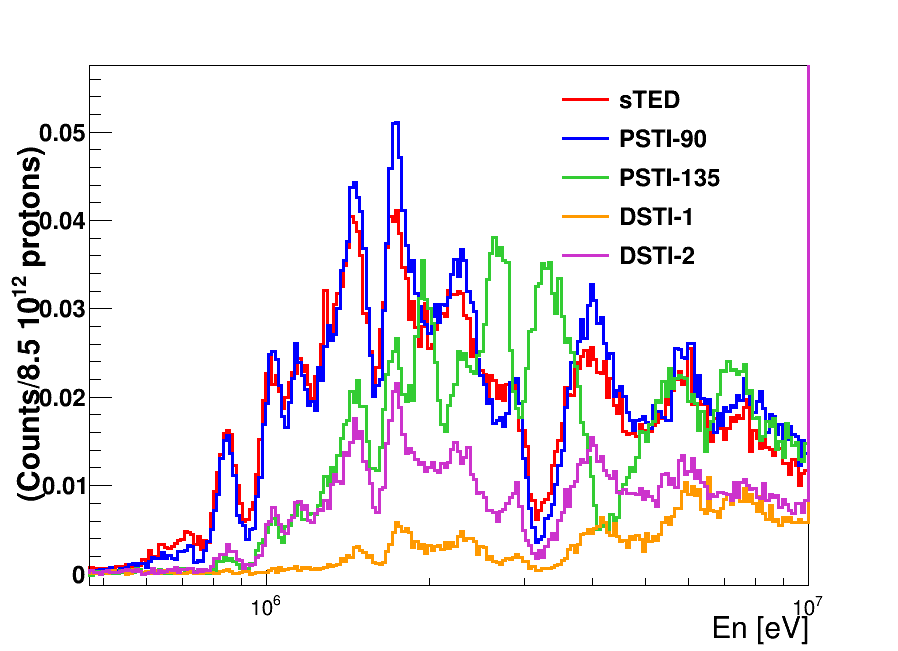 sTED
PSTI-90
PSTI-135
DSTI-1
DSTI-2
(Counts/8.5 10¹² protons)
0.05
0.04
0.03
0.02
0.01
0
10⁶
10⁷
En [eV]